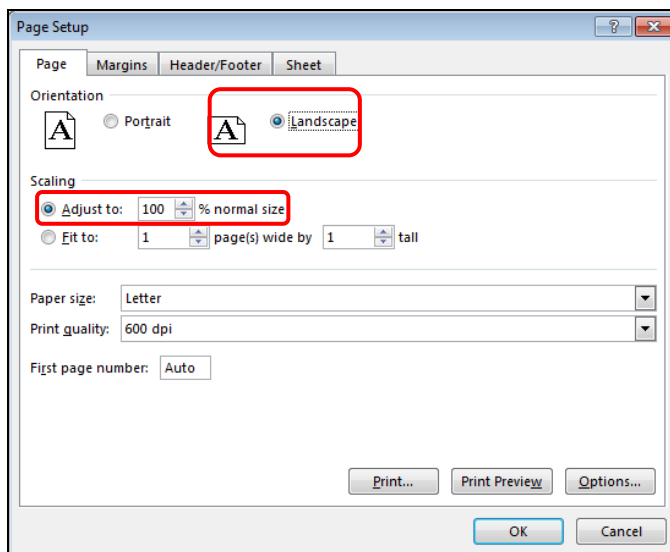 Page Setup
Page Margins Header/Footer Sheet
Orientation
A Portrait A Landscape
Scaling
Adjust to: 100 % normal size
Fit to: 1 page(s) wide by 1 tall
Paper size: Letter
Print quality: 600 dpi
First page number: Auto
Print... Print Preview Options...
OK Cancel